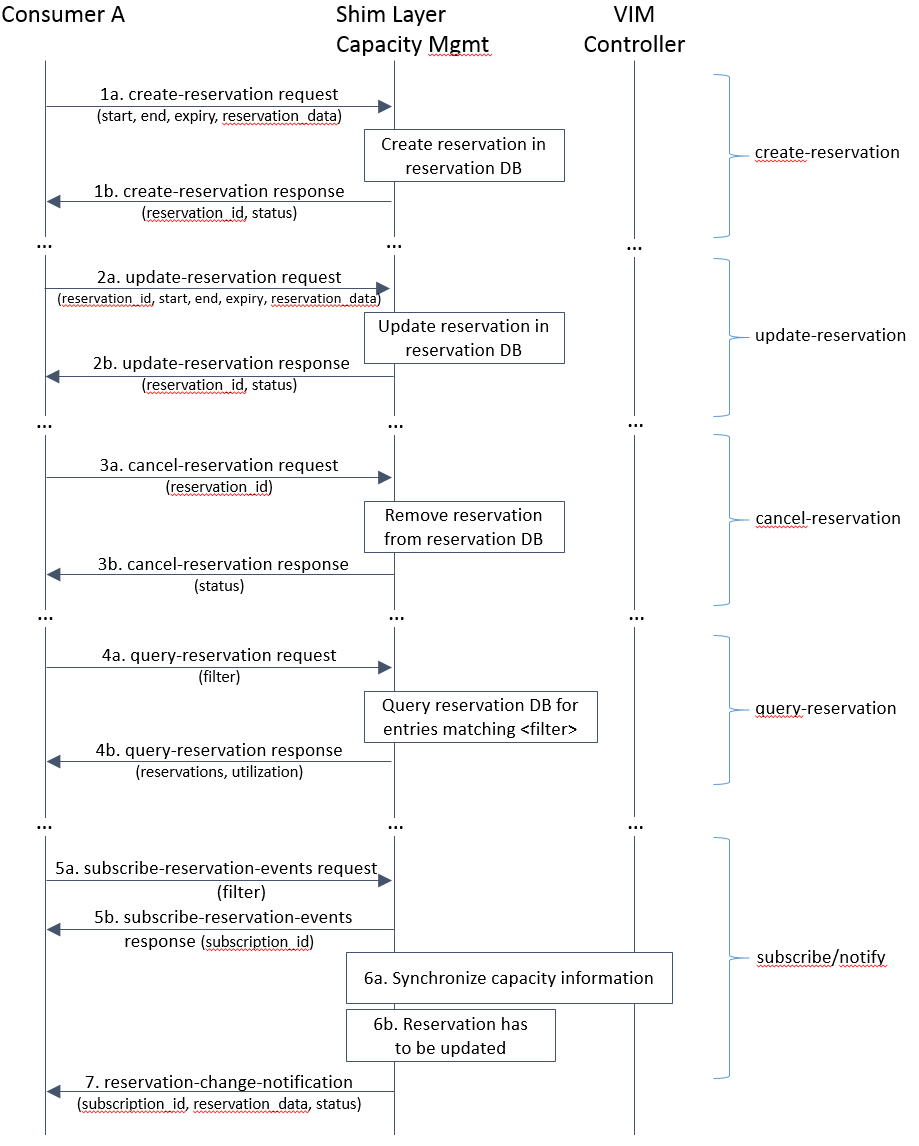 Consumer A
Shim Layer
Capacity Mgmt
VIM
Controller
1a. create-reservation request
(start, end, expiry, reservation_data)
Create reservation in
reservation DB
create-reservation
1b. create-reservation response
(reservation_id, status)
... ... ...
2a. update-reservation request
(reservation_id, start, end, expiry, reservation_data)
Update reservation in
reservation DB
update-reservation
2b. update-reservation response
(reservation_id, status)
... ... ...
3a. cancel-reservation request
(reservation_id)
Remove reservation
from reservation DB
cancel-reservation
3b. cancel-reservation response
(status)
... ... ...
4a. query-reservation request
(filter)
Query reservation DB for
entries matching <filter>
query-reservation
4b. query-reservation response
(reservations, utilization)
... ... ...
5a. subscribe-reservation-events request
(filter)
5b. subscribe-reservation-events
response (subscription_id)
subscribe/notify
6a. Synchronize capacity information
6b. Reservation has
to be updated
7. reservation-change-notification
(subscription_id, reservation_data, status)